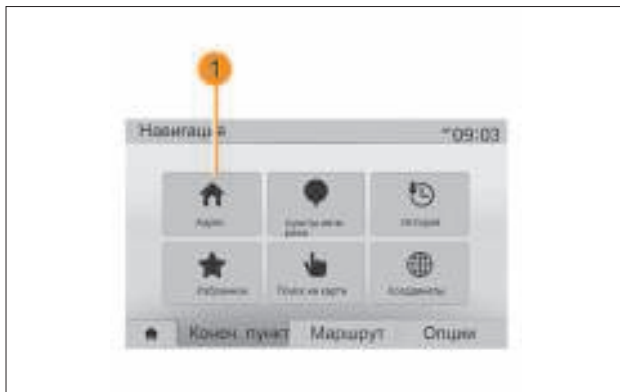 1
Навигация
09:03
Адрес
История
Избранное
Поиск на карте
Координаты
Конеч. пункт
Маршрут
Опции